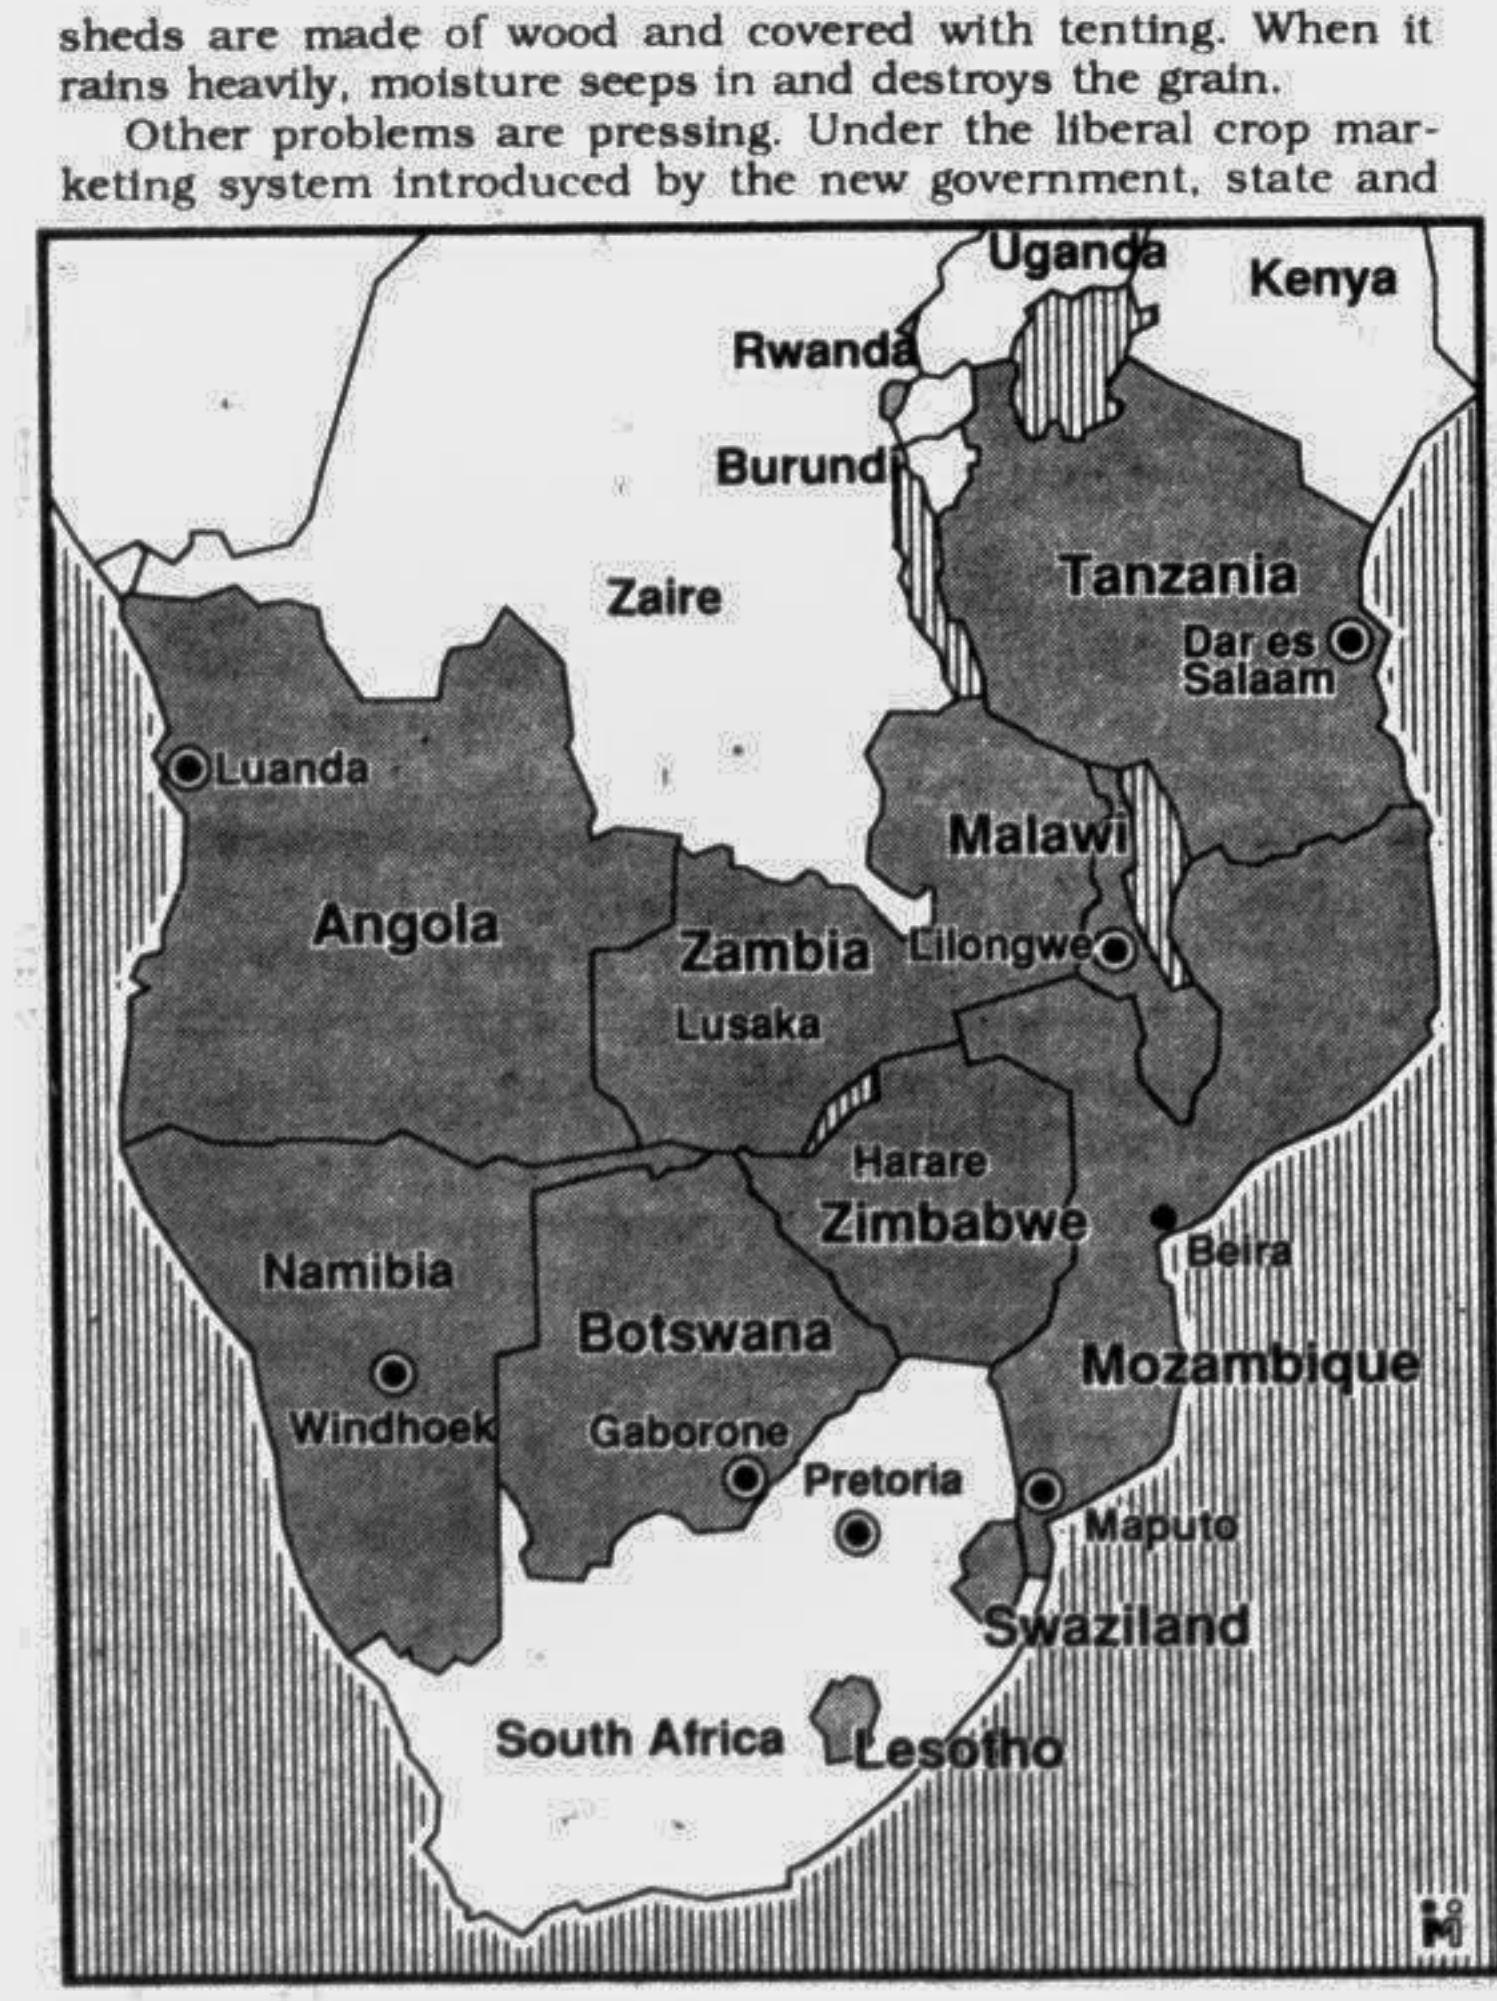 sheds are made of wood and covered with tenting. When it
rains heavily, moisture seeps in and destroys the grain.
Other problems are pressing. Under the liberal crop mar-
keting system introduced by the new government, state and
Uganda
Kenya
Rwanda
Burundi
Zaire
Tanzania
Dar es
Salaam
Luanda
Malawi
Angola
Zambia
Lilongwe
Lusaka
Harare
Zimbabwe
Beira
Namibia
Botswana
Mozambique
Windhoek
Gaborone
Pretoria
Maputo
Swaziland
South Africa
Lesotho